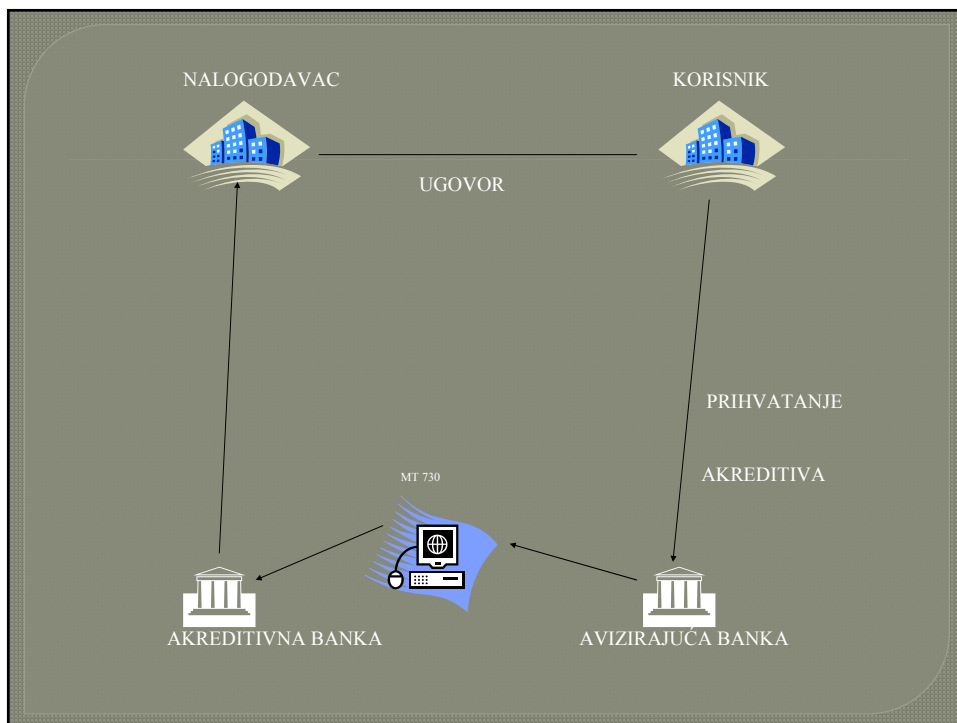 NALOGODAVAC
KORISNIK
UGOVOR
PRIHVATANJE
AKREDITIVA
MT 730
AKREDITIVNA BANKA
AVIZIRAJUĆA BANKA